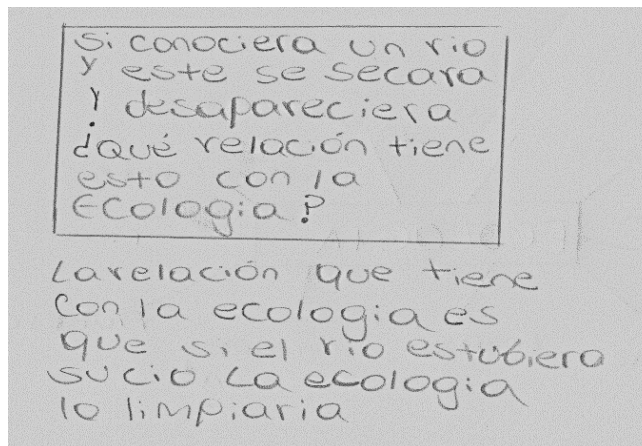 Si conociera un rio
y este se secara
y desapareciera
¿Qué relación tiene
esto con la
Ecologia?
La relación que tiene
con la ecologia es
que si el rio estubiera
sucio La ecologia
lo limpiaria